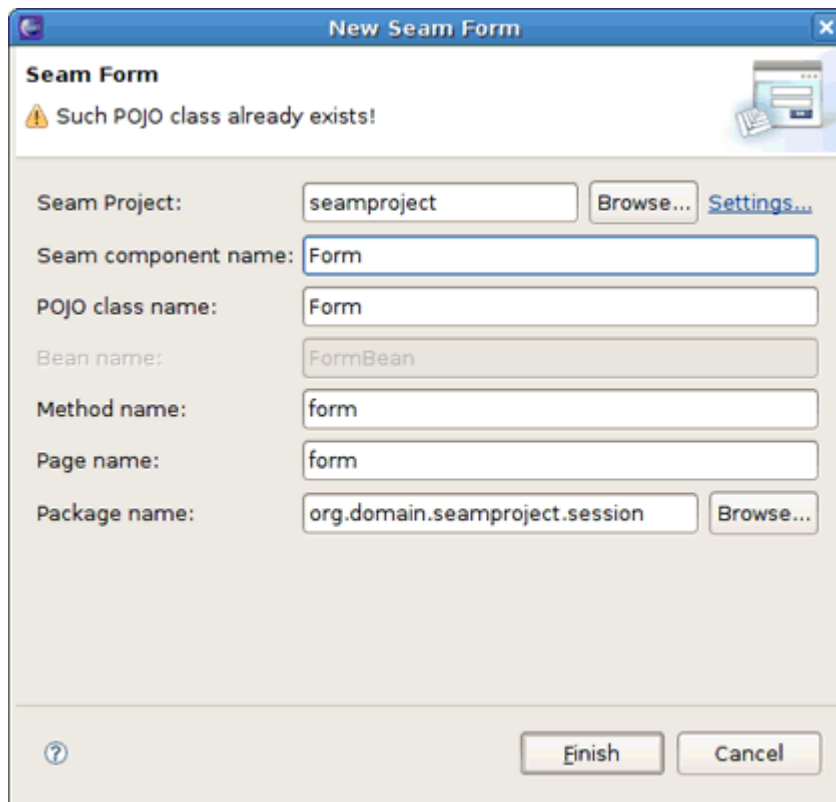 New Seam Form
Seam Form
Such POJO class already exists!
Seam Project: seamproject Browse... Settings...
Seam component name: Form
POJO class name: Form
Bean name: FormBean
Method name: form
Page name: form
Package name: org.domain.seamproject.session Browse...
Finish Cancel